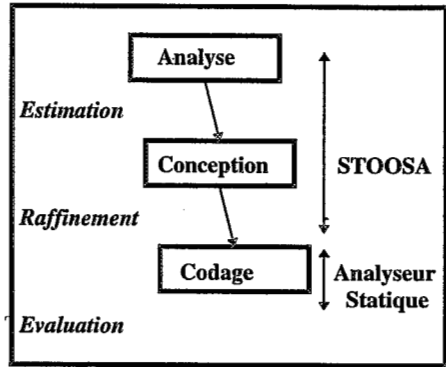 Analyse
Estimation
Conception
STOOSA
Raffinement
Codage
Analyseur
Statique
Evaluation